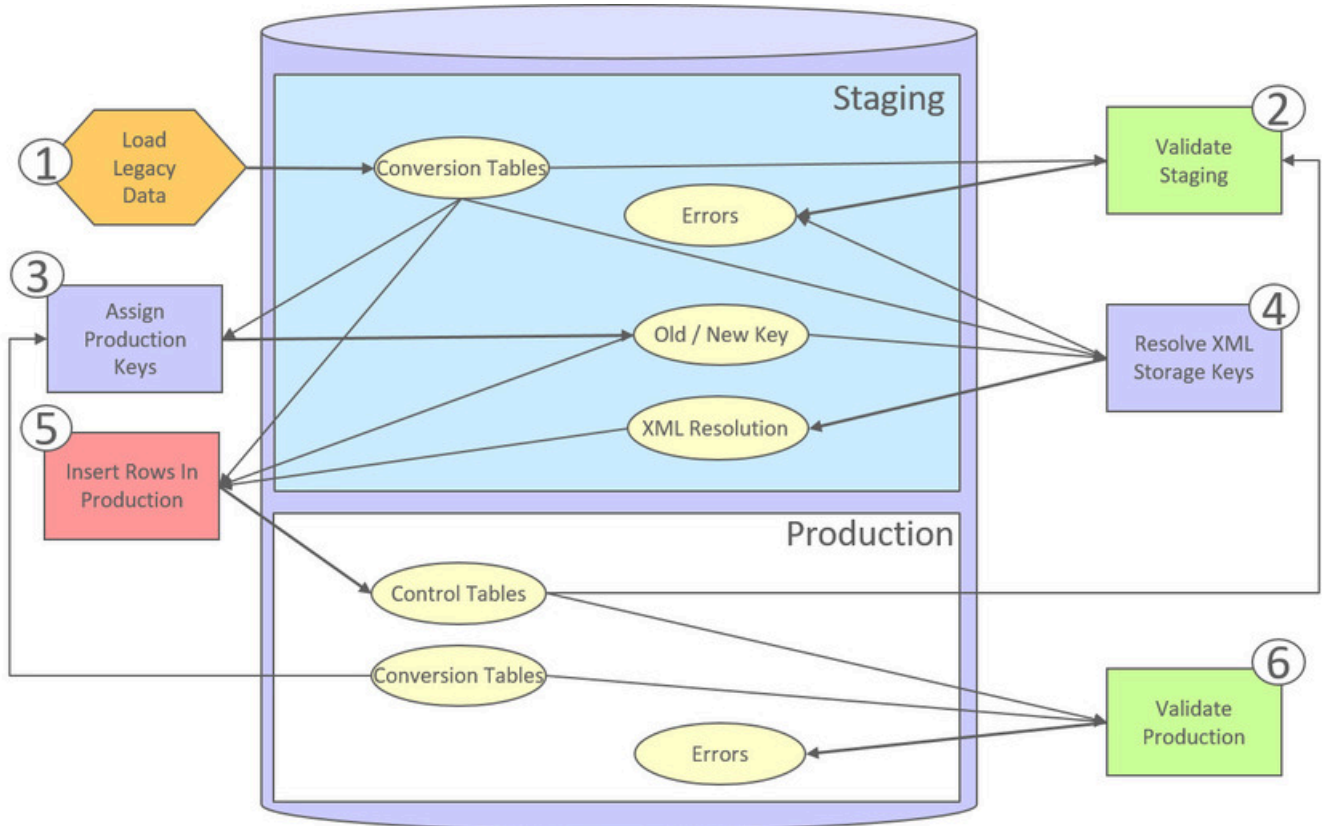 Staging
1
Load
Legacy
Data
Conversion Tables
2
Validate
Staging
Errors
3
Assign
Production
Keys
Old / New Key
4
Resolve XML
Storage Keys
XML Resolution
5
Insert Rows In
Production
Production
Control Tables
Conversion Tables
6
Validate
Production
Errors